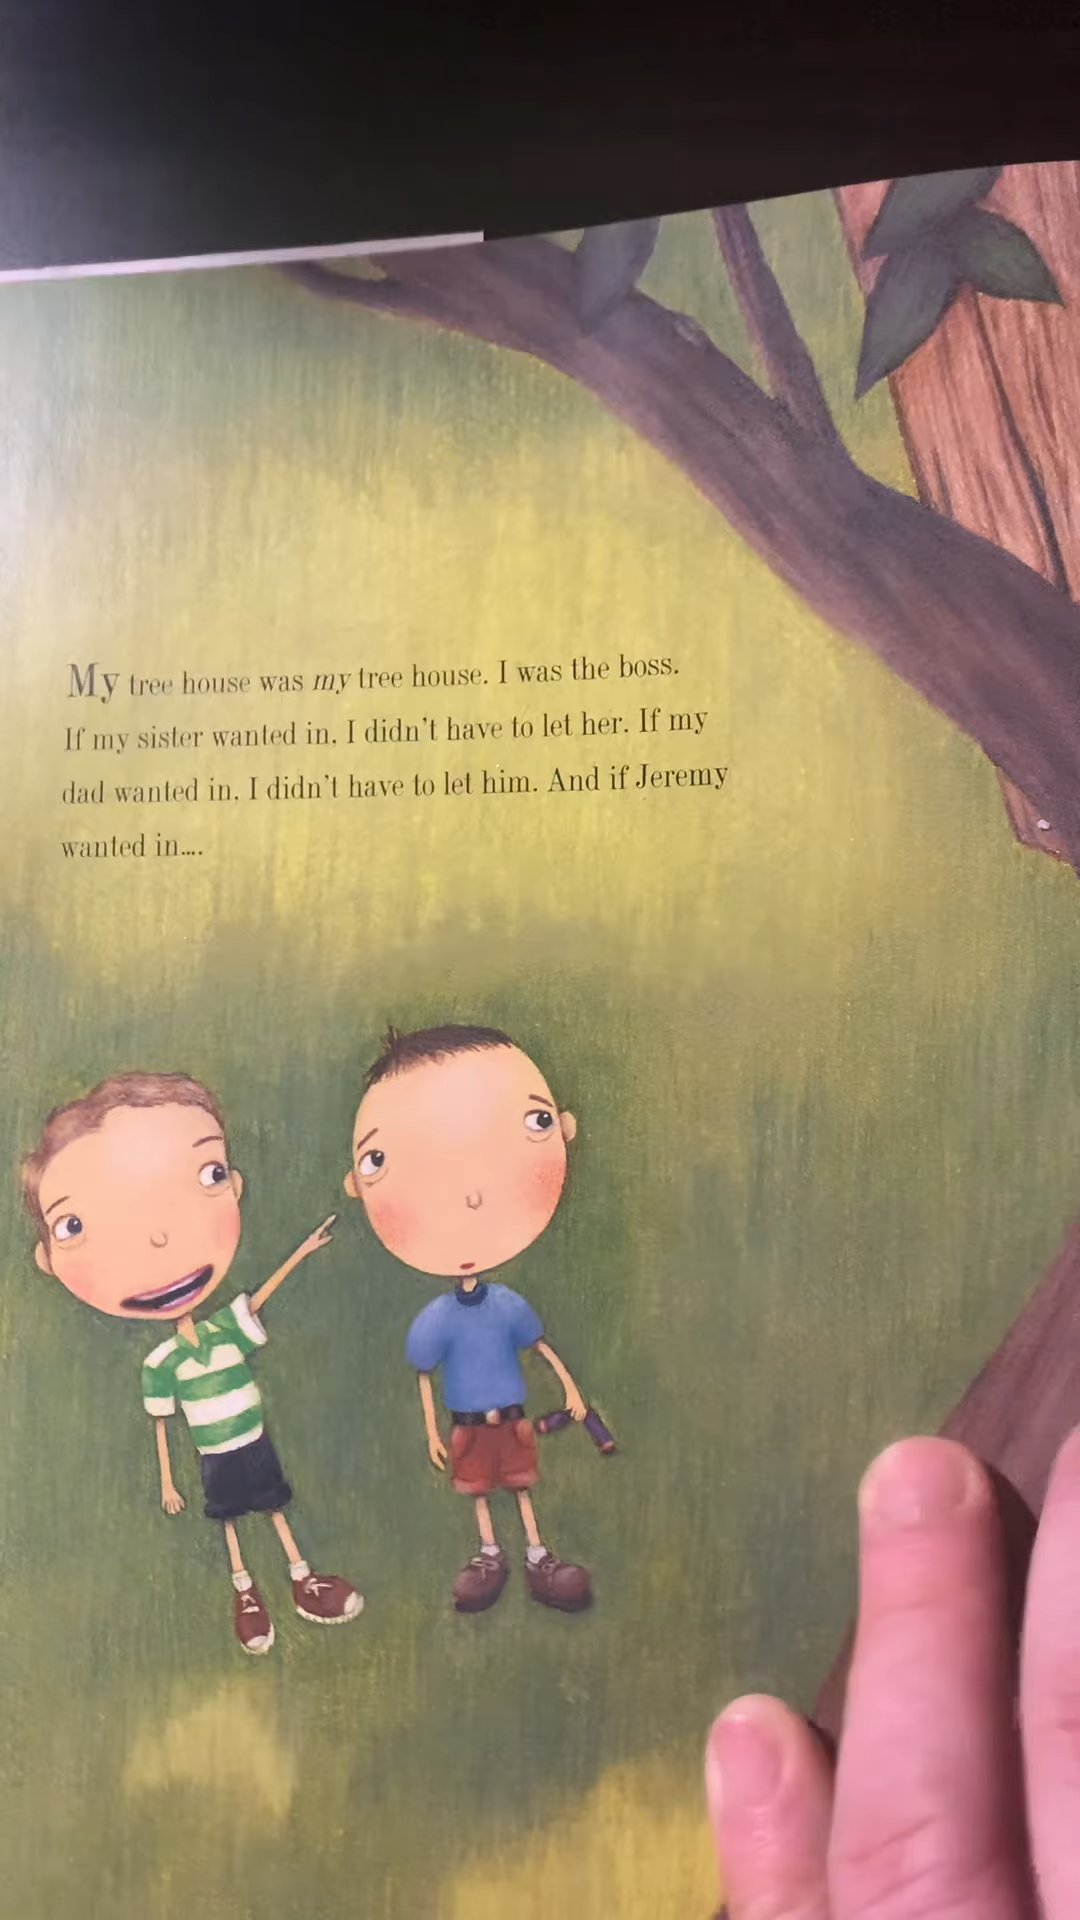 My tree house was my tree house. I was the boss.
If my sister wanted in, I didn't have to let her. If my
dad wanted in, I didn't have to let him. And if Jeremy
wanted in....